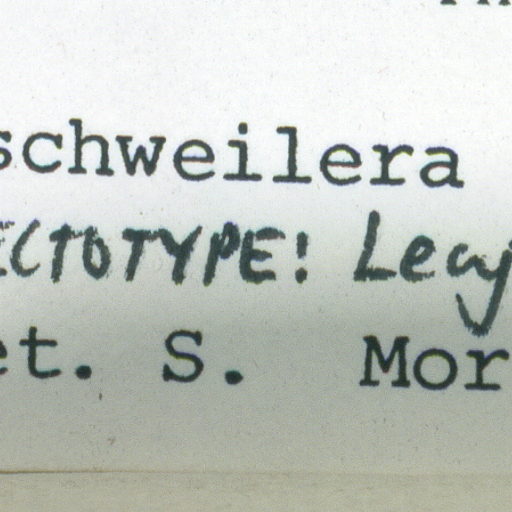 schweilera
ECTOTYPE! Lecy
et. S. Mor